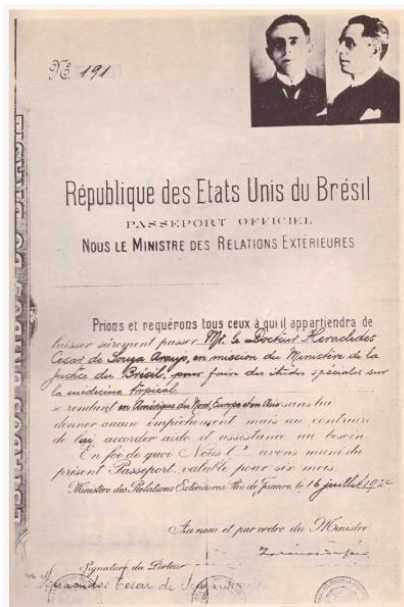 Nº 191
République des Etats Unis du Brésil
PASSEPORT OFFICIEL
NOUS LE MINISTRE DES RELATIONS EXTÉRIEURES
Prions et requérons tous ceux à qui il appartiendra de
laisser sûrement passer Mr. le Docteur Heraclides
Cesar de Souza Araujo, en mission du Ministère de la
Justice du Brésil, pour faire des études spéciales sur
la médecine tropical
se rendant en Amérique du Nord, Europe et en Asie sans lui
donner aucun empêchement mais au contraire
de lui accorder aide et assistance au besoin
En foi de quoi Nous l' avons muni du
présent Passeport, valable pour six mois.
Ministère des Relations Extérieures. Rio de Janeiro, le 16 juillet 192
Au nom et par ordre du Ministre
Signature du Porteur
Cesar de